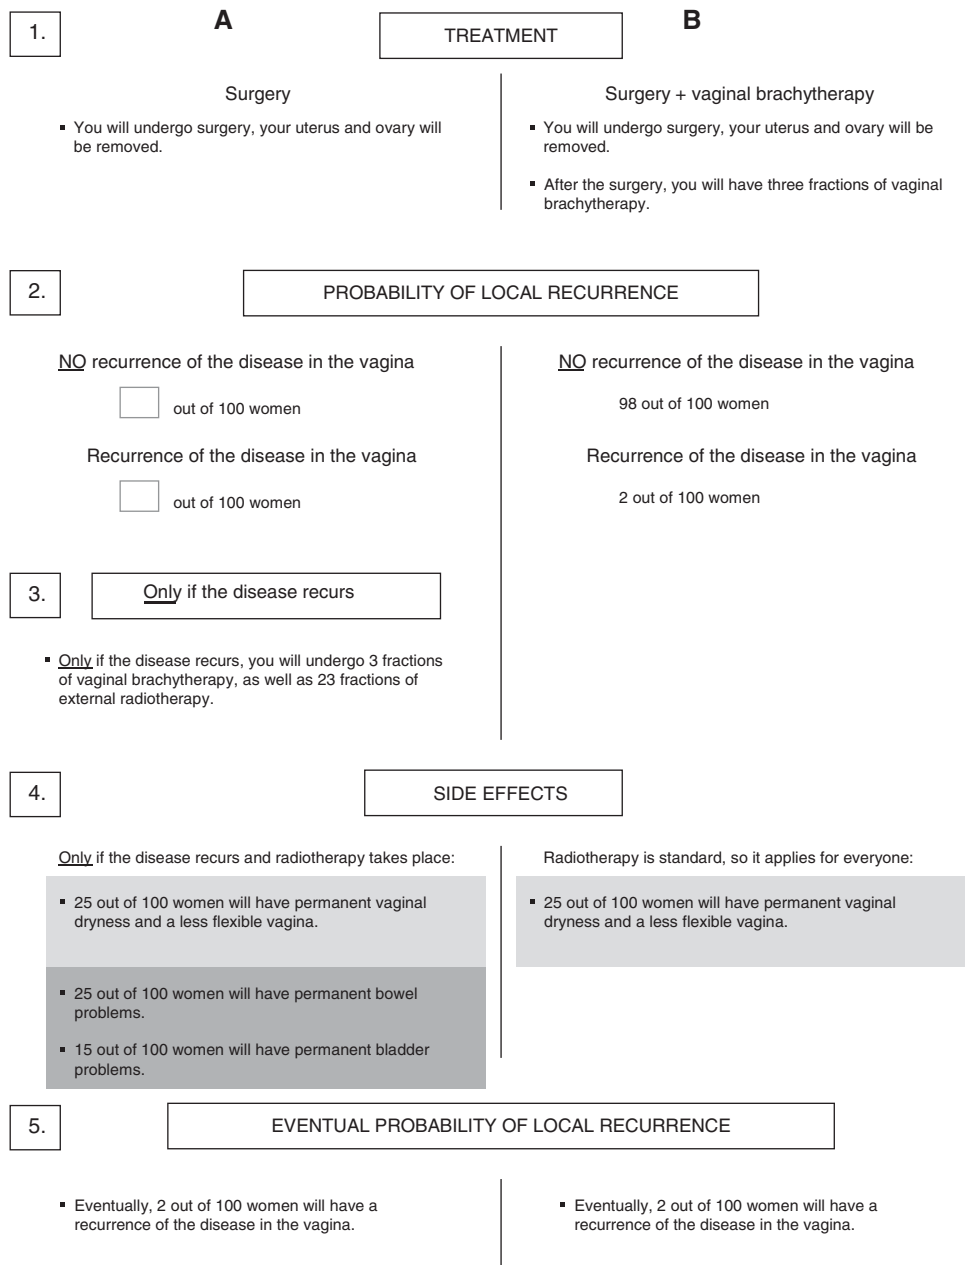 1.
A
TREATMENT
B
Surgery
▪ You will undergo surgery, your uterus and ovary will
be removed.
Surgery + vaginal brachytherapy
▪ You will undergo surgery, your uterus and ovary will be
removed.
▪ After the surgery, you will have three fractions of vaginal
brachytherapy.
2.
PROBABILITY OF LOCAL RECURRENCE
NO recurrence of the disease in the vagina
out of 100 women
Recurrence of the disease in the vagina
out of 100 women
NO recurrence of the disease in the vagina
98 out of 100 women
Recurrence of the disease in the vagina
2 out of 100 women
3.
Only if the disease recurs
▪ Only if the disease recurs, you will undergo 3 fractions
of vaginal brachytherapy, as well as 23 fractions of
external radiotherapy.
4.
SIDE EFFECTS
Only if the disease recurs and radiotherapy takes place:
▪ 25 out of 100 women will have permanent vaginal
dryness and a less flexible vagina.
▪ 25 out of 100 women will have permanent bowel
problems.
▪ 15 out of 100 women will have permanent bladder
problems.
Radiotherapy is standard, so it applies for everyone:
▪ 25 out of 100 women will have permanent vaginal
dryness and a less flexible vagina.
5.
EVENTUAL PROBABILITY OF LOCAL RECURRENCE
▪ Eventually, 2 out of 100 women will have a
recurrence of the disease in the vagina.
▪ Eventually, 2 out of 100 women will have a
recurrence of the disease in the vagina.